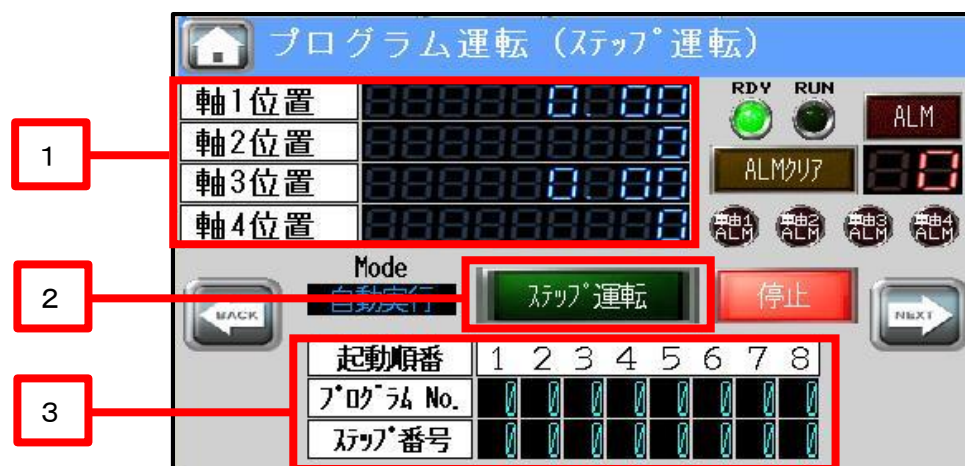 プログラム運転（ｽﾃｯﾌﾟ運転）
軸1位置 0.00
軸2位置 0
軸3位置 0.00
軸4位置 0
RDY RUN
ALM
ALMｸﾘｱ 0
軸1 ALM 軸2 ALM 軸3 ALM 軸4 ALM
1
2
3
Mode
自動実行
ｽﾃｯﾌﾟ運転
停止
BACK
NEXT
起動順番 1 2 3 4 5 6 7 8
ﾌﾟﾛｸﾞﾗﾑ No. 0 0 0 0 0 0 0 0
ｽﾃｯﾌﾟ番号 0 0 0 0 0 0 0 0